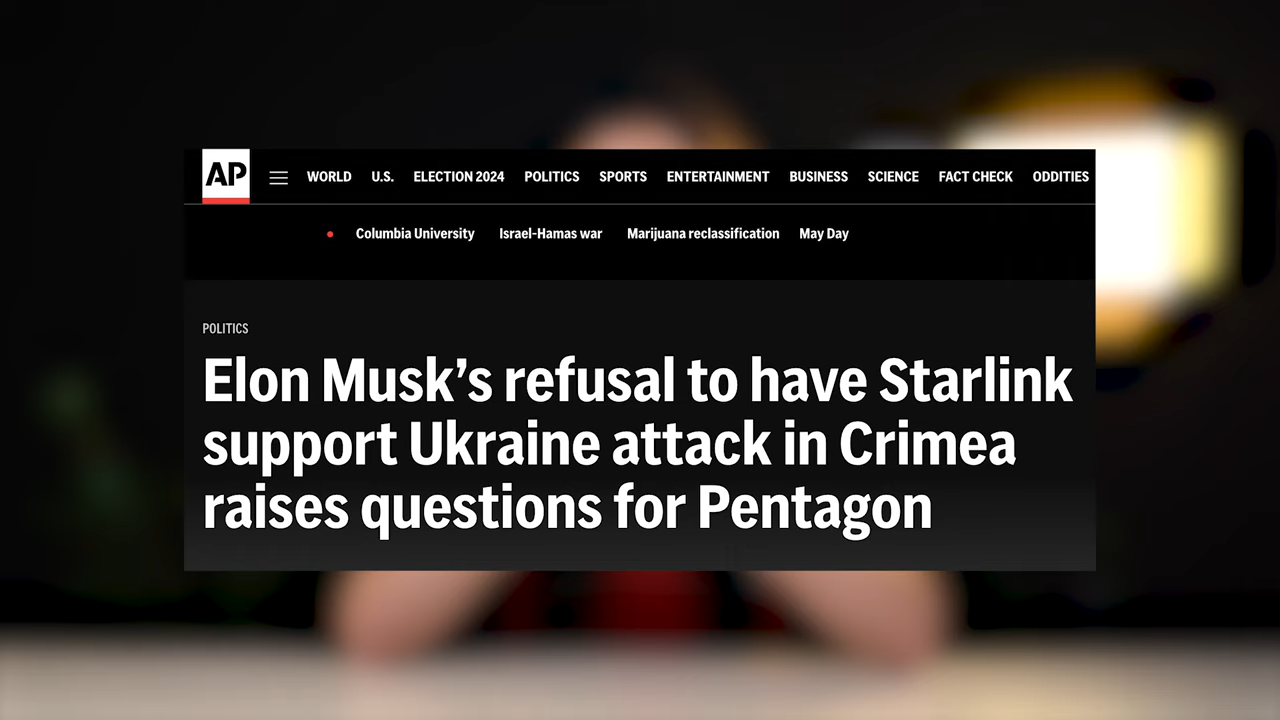 AP WORLD U.S. ELECTION 2024 POLITICS SPORTS ENTERTAINMENT BUSINESS SCIENCE FACT CHECK ODDITIES
Columbia University Israel-Hamas war Marijuana reclassification May Day
POLITICS
Elon Musk’s refusal to have Starlink
support Ukraine attack in Crimea
raises questions for Pentagon